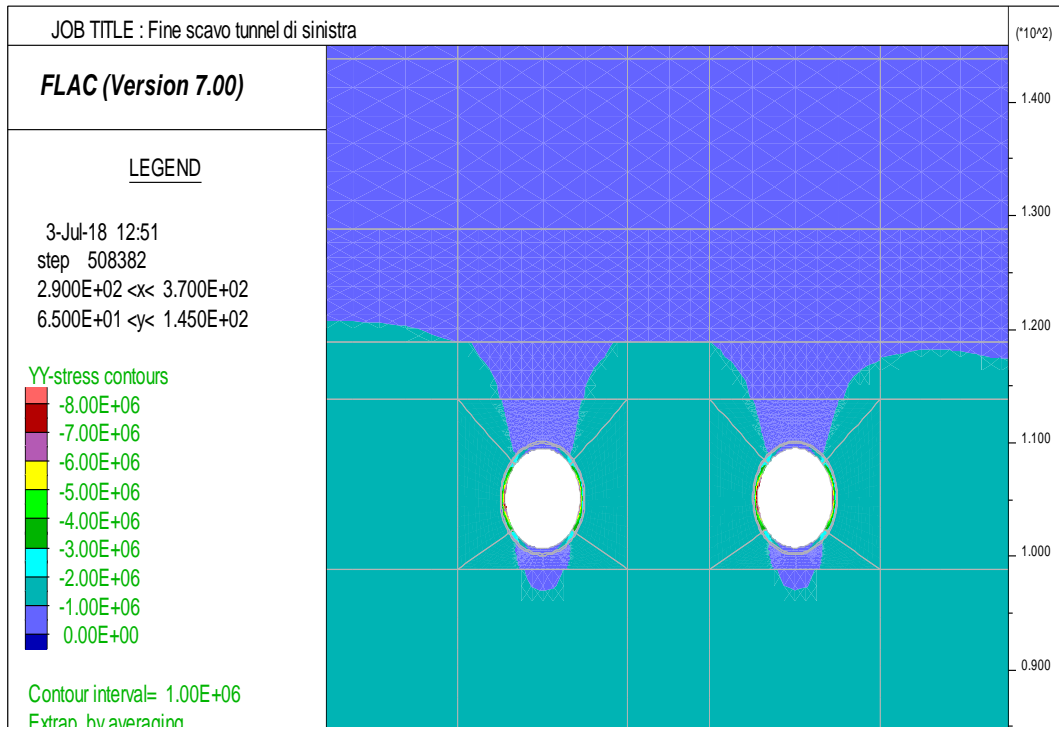 JOB TITLE : Fine scavo tunnel di sinistra
(*10^2)
FLAC (Version 7.00)
LEGEND
3-Jul-18 12:51
step 508382
2.900E+02 <x< 3.700E+02
6.500E+01 <y< 1.450E+02
YY-stress contours
-8.00E+06
-7.00E+06
-6.00E+06
-5.00E+06
-4.00E+06
-3.00E+06
-2.00E+06
-1.00E+06
0.00E+00
Contour interval= 1.00E+06
Extrap. by averaging
1.400
1.300
1.200
1.100
1.000
0.900